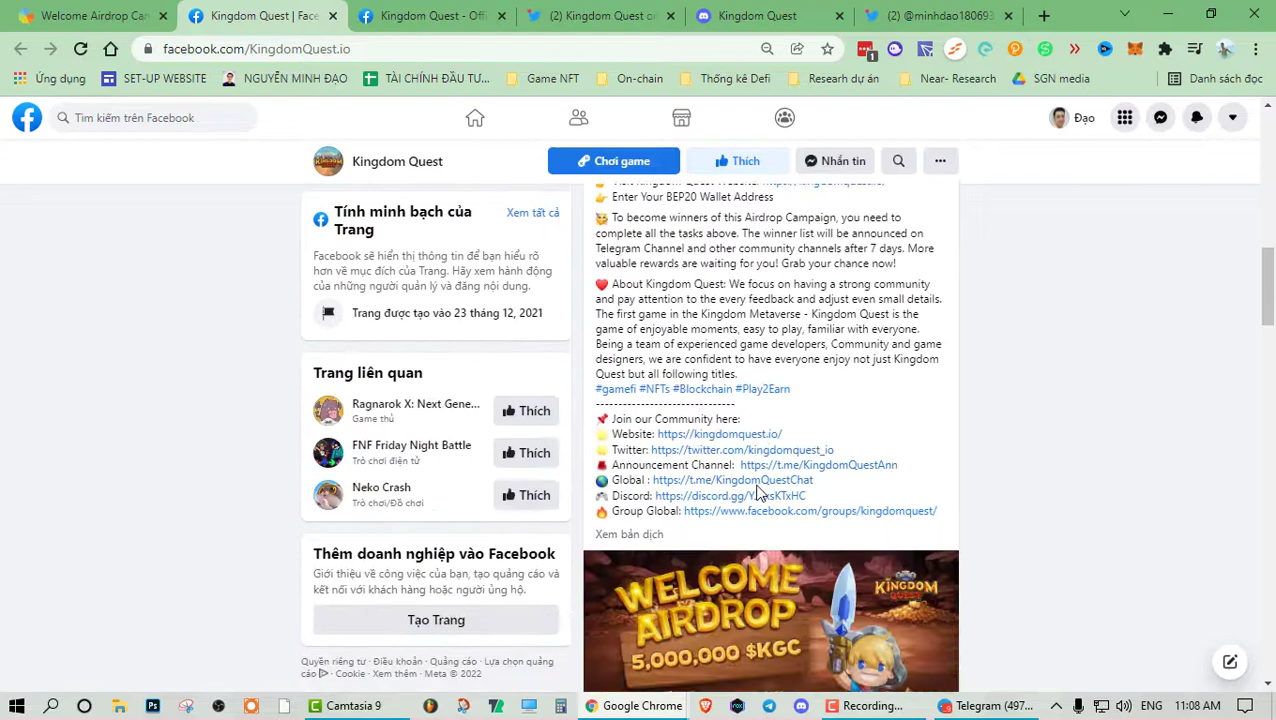 Welcome Airdrop Cam
Kingdom Quest | Face
Kingdom Quest - Offi
(2) Kingdom Quest on
Kingdom Quest
(2) @minhdao180693
facebook.com/KingdomQuest.io
1
Ứng dụng
SET-UP WEBSITE
NGUYỄN MINH ĐẠO
TÀI CHÍNH ĐẦU TƯ...
Game NFT
On-chain
Thống kê Defi
Researh dự án
Near- Research
SGN media
Danh sách đọc
Tìm kiếm trên Facebook
Đạo
Kingdom Quest
Chơi game
Thích
Nhắn tin
Tính minh bạch của
Trang
Xem tất cả
Facebook sẽ hiển thị thông tin để bạn hiểu rõ
hơn về mục đích của Trang. Hãy xem hành động
của những người quản lý và đăng nội dung.
Trang được tạo vào 23 tháng 12, 2021
Trang liên quan
Ragnarok X: Next Gene...
Game thủ
Thích
FNF Friday Night Battle
Trò chơi điện tử
Thích
Neko Crash
Trò chơi/Đồ chơi
Thích
Thêm doanh nghiệp vào Facebook
Giới thiệu về công việc của bạn, tạo quảng cáo và
kết nối với khách hàng hoặc người ủng hộ.
Tạo Trang
Quyền riêng tư · Điều khoản · Quảng cáo · Lựa chọn quảng
cáo · Cookie · Xem thêm · Meta © 2022
Visit Kingdom Quest Website: https://kingdomquest.io/
Enter Your BEP20 Wallet Address
To become winners of this Airdrop Campaign, you need to
complete all the tasks above. The winner list will be announced on
Telegram Channel and other community channels after 7 days. More
valuable rewards are waiting for you! Grab your chance now!
About Kingdom Quest: We focus on having a strong community
and pay attention to the every feedback and adjust even small details.
The first game in the Kingdom Metaverse - Kingdom Quest is the
game of enjoyable moments, easy to play, familiar with everyone.
Being a team of experienced game developers, Community and game
designers, we are confident to have everyone enjoy not just Kingdom
Quest but all following titles.
#gamefi #NFTs #Blockchain #Play2Earn
-------------------------------
Join our Community here:
Website: https://kingdomquest.io/
Twitter: https://twitter.com/kingdomquest_io
Announcement Channel: https://t.me/KingdomQuestAnn
Global : https://t.me/KingdomQuestChat
Discord:
Group Global: https://www.facebook.com/groups/kingdomquest/
Xem bản dịch
WELCOME
AIRDROP
5,000,000 $KGC
KINGDOM
QUEST
Camtasia 9
Kingdom Quest | Fa...
Google Chrome
Recording...
Telegram (497...
ENG
11:08 AM